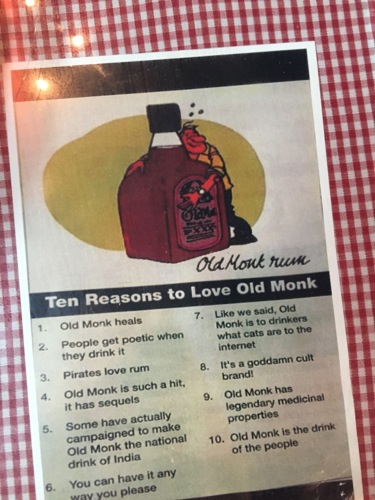 Old
XXX
Old Monk rum
Ten Reasons to Love Old Monk
1. Old Monk heals
2. People get poetic when
they drink it
3. Pirates love rum
4. Old Monk is such a hit,
it has sequels
5. Some have actually
campaigned to make
Old Monk the national
drink of India
6. You can have it any
way you please
7. Like we said, Old
Monk is to drinkers
what cats are to the
internet
8. It's a goddamn cult
brand!
9. Old Monk has
legendary medicinal
properties
10. Old Monk is the drink
of the people